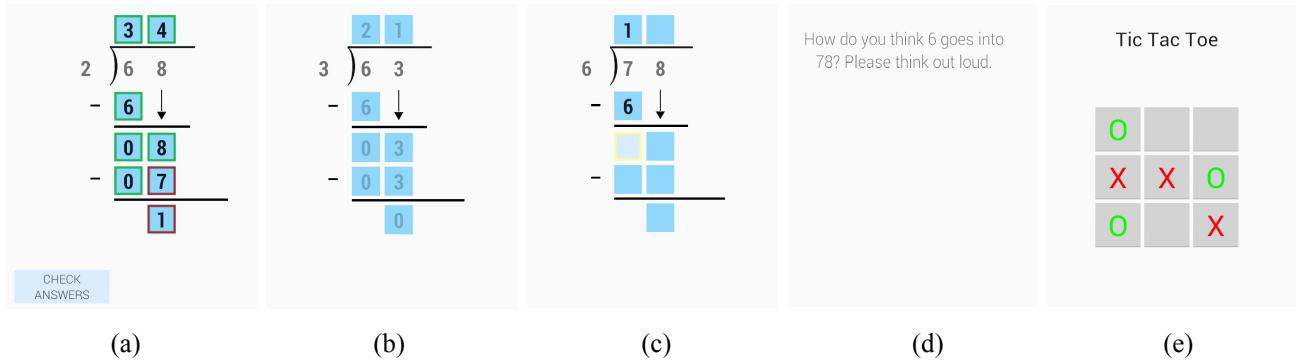 3 4
2 ) 6 8
− 6
0 8
− 0 7
1
CHECK
ANSWERS
(a)
2 1
3 ) 6 3
− 6
0 3
− 0 3
0
(b)
1
6 ) 7 8
− 6
−
(c)
How do you think 6 goes into
78? Please think out loud.
(d)
Tic Tac Toe
O
X X O
O X
(e)